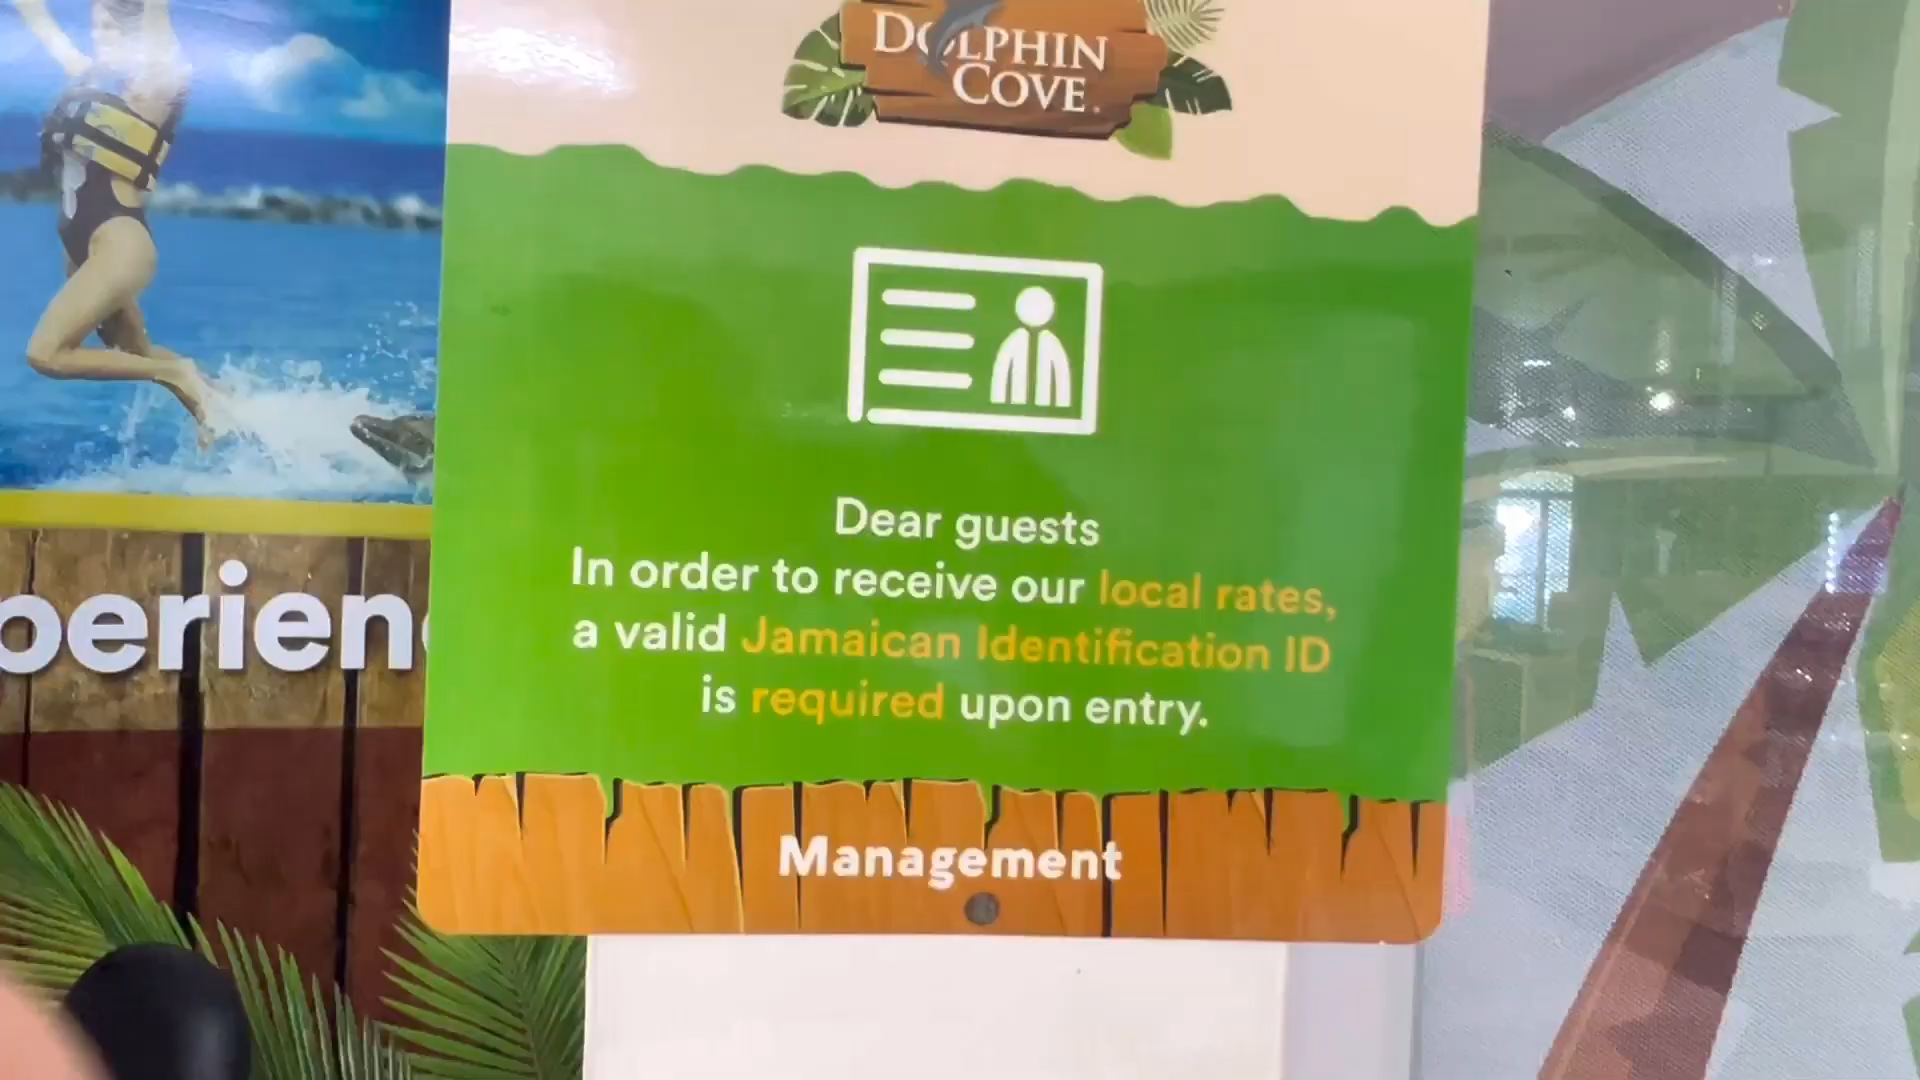 DOLPHIN
COVE
Dear guests
In order to receive our local rates,
a valid Jamaican Identification ID
is required upon entry.
perien
Management